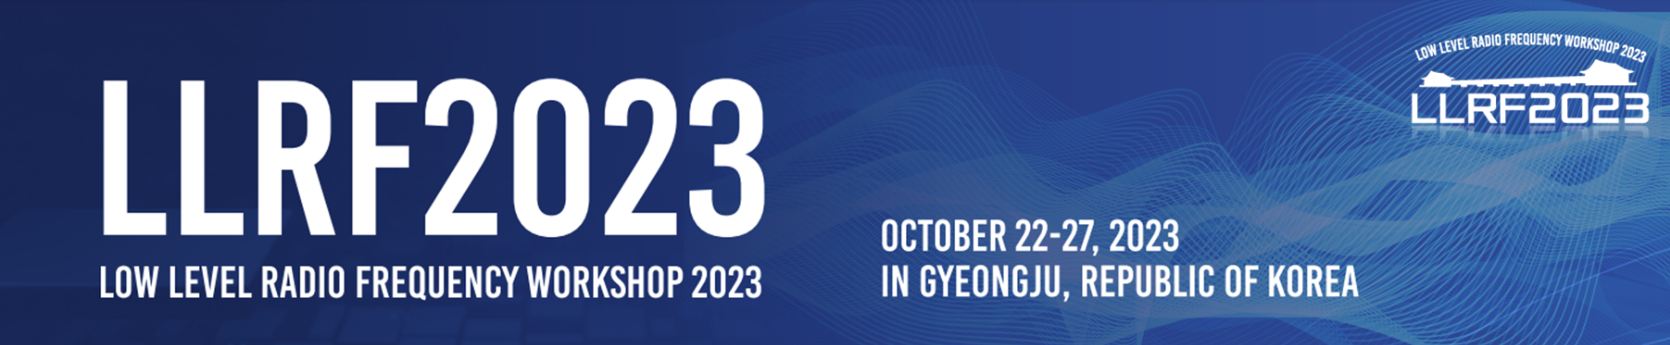 LLRF2023
LOW LEVEL RADIO FREQUENCY WORKSHOP 2023
OCTOBER 22-27, 2023
IN GYEONGJU, REPUBLIC OF KOREA
LOW LEVEL RADIO FREQUENCY WORKSHOP 2023
LLRF2023